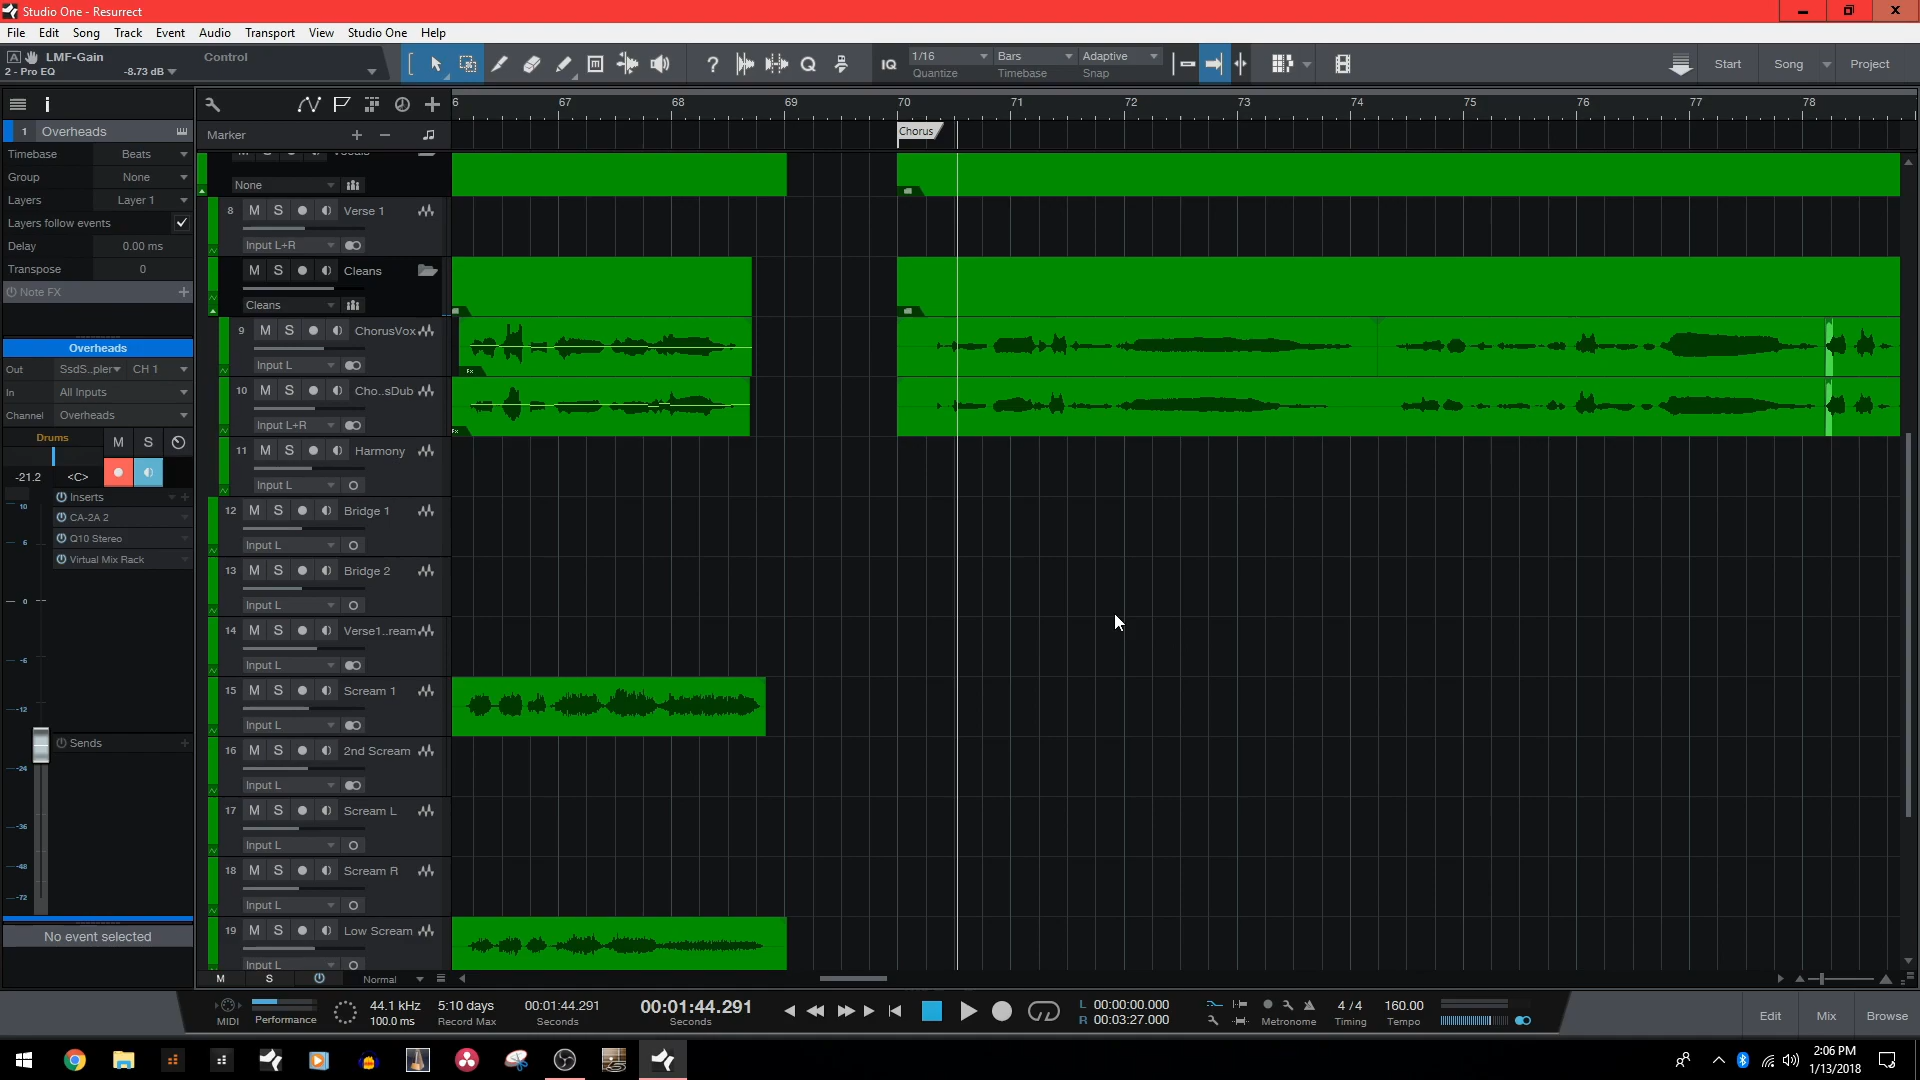 Studio One - Resurrect
File Edit Song Track Event Audio Transport View Studio One Help
LMF-Gain Control
2 - Pro EQ -8.73 dB
1/16 Bars Adaptive
Quantize Timebase Snap
IQ
Start Song Project
67 68 69 70 71 72 73 74 75 76 77 78
Marker
Chorus
1 Overheads
Timebase Beats
Group None
Layers Layer 1
Layers follow events
Delay 0.00 ms
Transpose 0
Note FX
Overheads
Out SsdS..pler CH 1
In All Inputs
Channel Overheads
Drums M S
-21.2 <C>
Inserts
CA-2A 2
Q10 Stereo
Virtual Mix Rack
Sends
10
6
0
-6
-12
-24
-36
-48
-72
No event selected
None
8 M S Verse 1
Input L+R
M S Cleans
Cleans
9 M S ChorusVox
Input L
10 M S Cho..sDub
Input L+R
11 M S Harmony
Input L
12 M S Bridge 1
Input L
13 M S Bridge 2
Input L
14 M S Verse1..ream
Input L
15 M S Scream 1
Input L
16 M S 2nd Scream
Input L
17 M S Scream L
Input L
18 M S Scream R
Input L
19 M S Low Scream
Input L
Fx
Fx
M S Normal
MIDI Performance
44.1 kHz
100.0 ms
5:10 days
Record Max
00:01:44.291
Seconds
00:01:44.291
Seconds
L 00:00:00.000
R 00:03:27.000
Metronome
4 / 4
Timing
160.00
Tempo
Edit Mix Browse
2:06 PM
1/13/2018